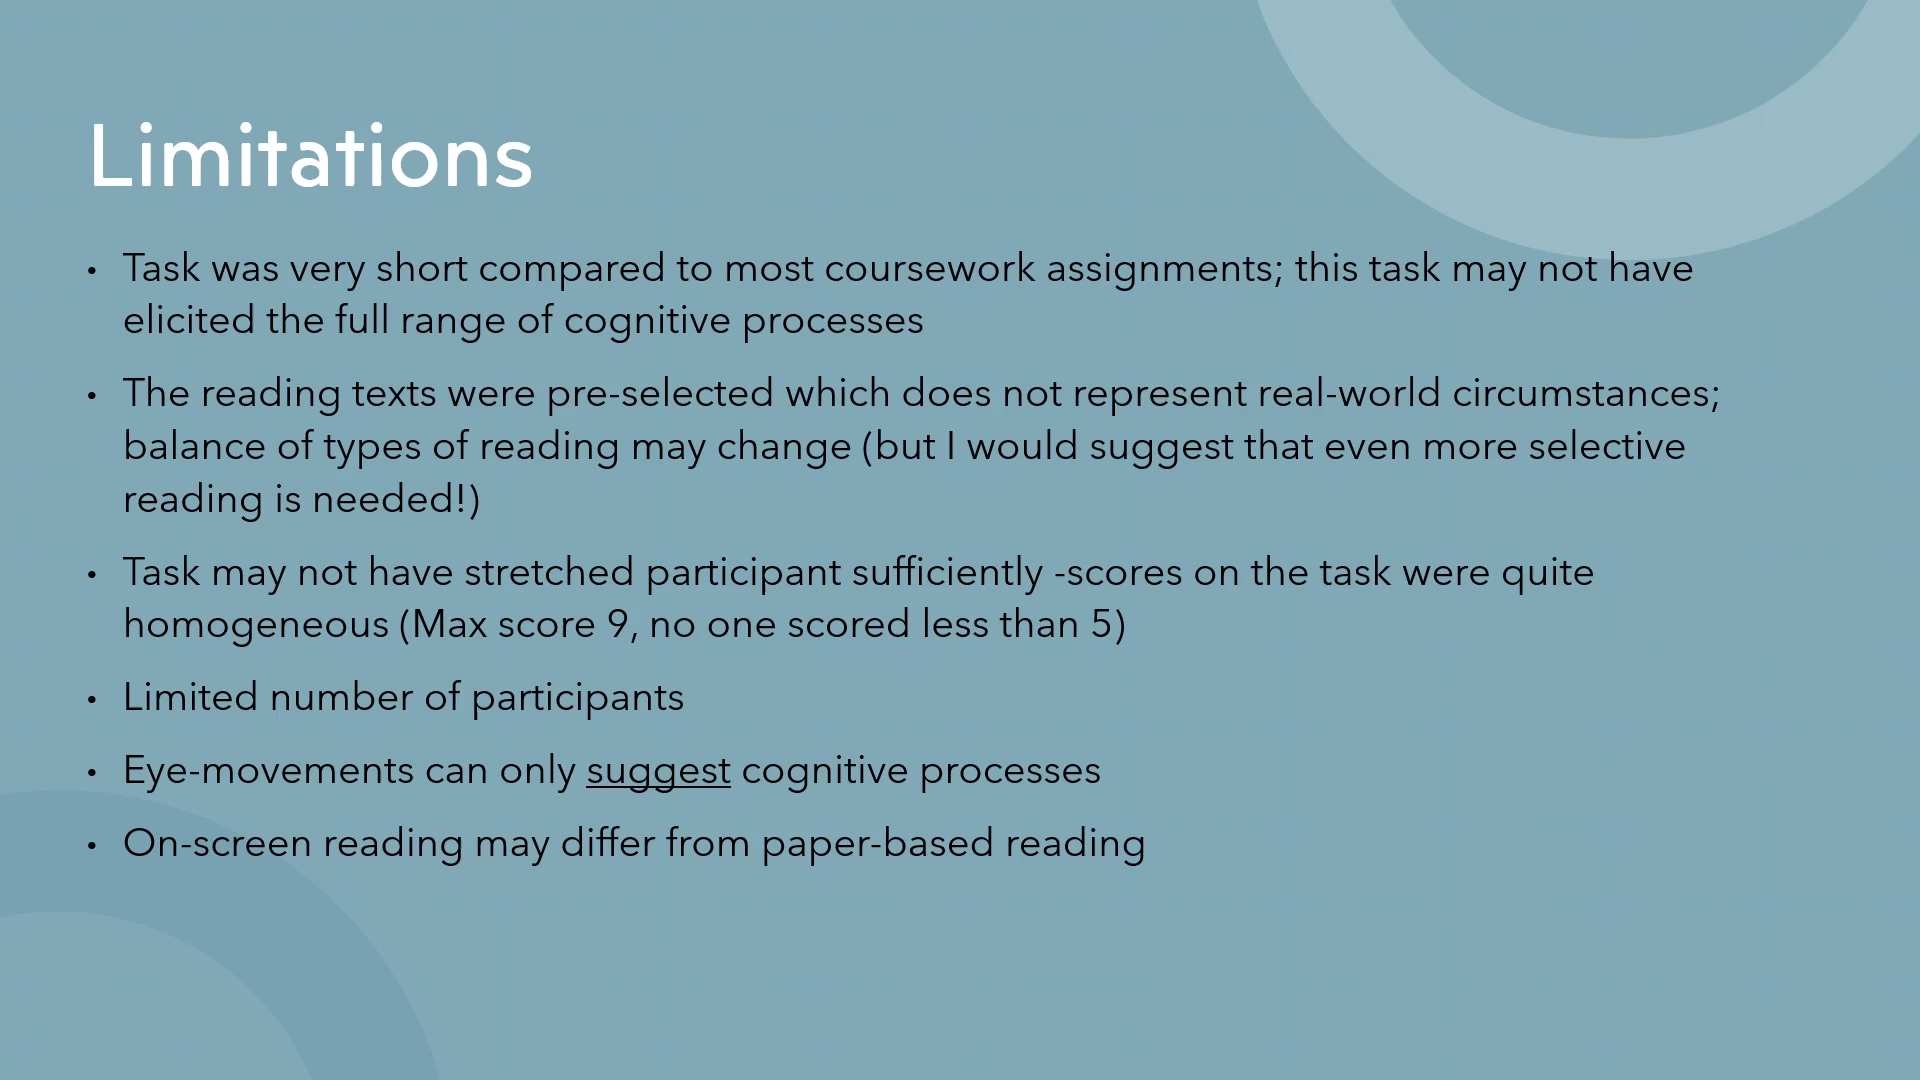 Limitations
• Task was very short compared to most coursework assignments; this task may not have
elicited the full range of cognitive processes
• The reading texts were pre-selected which does not represent real-world circumstances;
balance of types of reading may change (but I would suggest that even more selective
reading is needed!)
• Task may not have stretched participant sufficiently -scores on the task were quite
homogeneous (Max score 9, no one scored less than 5)
• Limited number of participants
• Eye-movements can only suggest cognitive processes
• On-screen reading may differ from paper-based reading